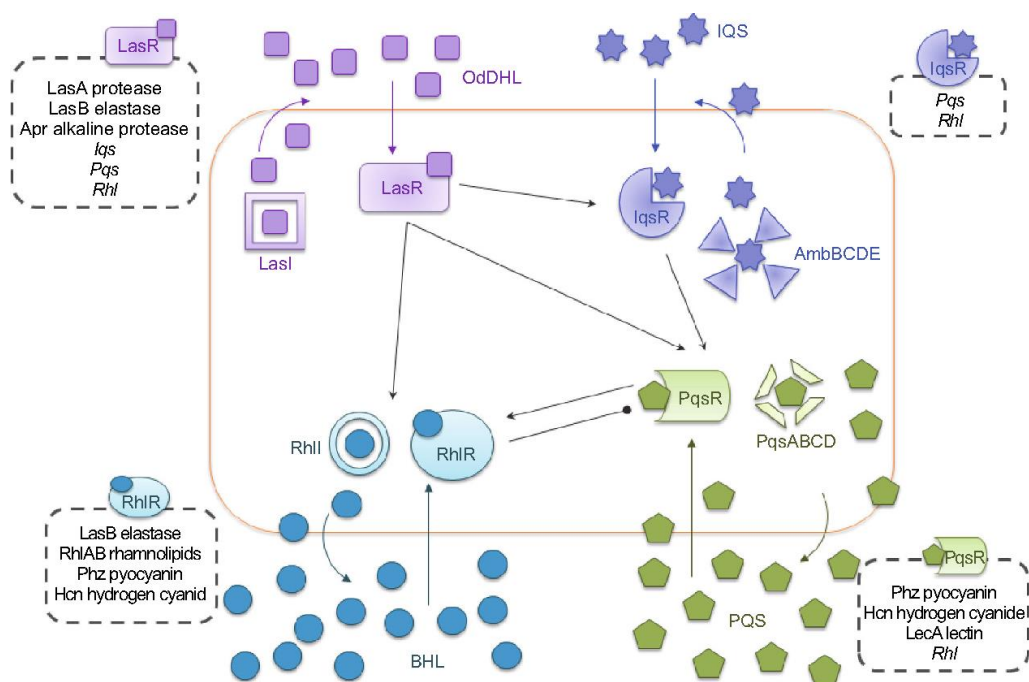 LasR
LasA protease
LasB elastase
Apr alkaline protease
Iqs
Pqs
Rhl
OdDHL
IQS
IqsR
Pqs
Rhl
LasR
LasI
IqsR
AmbBCDE
RhlI
RhlR
PqsR
PqsABCD
RhlR
LasB elastase
RhlAB rhamnolipids
Phz pyocyanin
Hcn hydrogen cyanid
BHL
PQS
PqsR
Phz pyocyanin
Hcn hydrogen cyanide
LecA lectin
Rhl